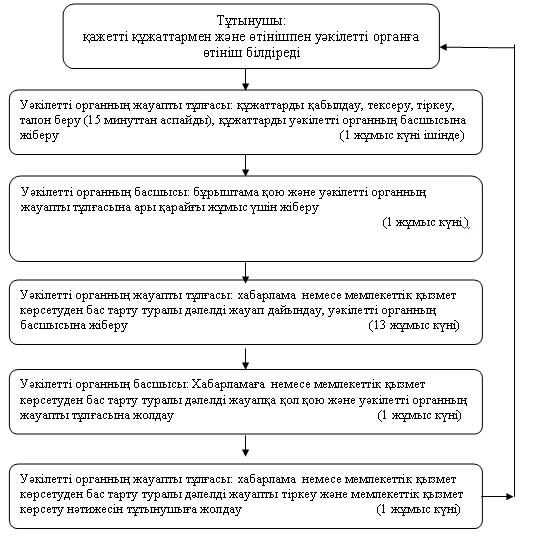 Тұтынушы:
қажетті құжаттармен және өтінішпен уәкілетті органға
өтініш білдіреді
Уәкілетті органның жауапты тұлғасы: құжаттарды қабылдау, тексеру, тіркеу,
талон беру (15 минуттан аспайды), құжаттарды уәкілетті органның басшысына
жіберу (1 жұмыс күні ішінде)
Уәкілетті органның басшысы: бұрыштама қою және уәкілетті органның
жауапты тұлғасына ары қарайғы жұмыс үшін жіберу
(1 жұмыс күні)
Уәкілетті органның жауапты тұлғасы: хабарлама немесе мемлекеттік қызмет
көрсетуден бас тарту туралы дәлелді жауап дайындау, уәкілетті органның
басшысына жіберу (13 жұмыс күні)
Уәкілетті органның басшысы: Хабарламаға немесе мемлекеттік қызмет
көрсетуден бас тарту туралы дәлелді жауапқа қол қою және уәкілетті органның
жауапты тұлғасына жолдау (1 жұмыс күні)
Уәкілетті органның жауапты тұлғасы: хабарлама немесе мемлекеттік қызмет
көрсетуден бас тарту туралы дәлелді жауапты тіркеу және мемлекеттік қызмет
көрсету нәтижесін тұтынушыға жолдау (1 жұмыс күні)